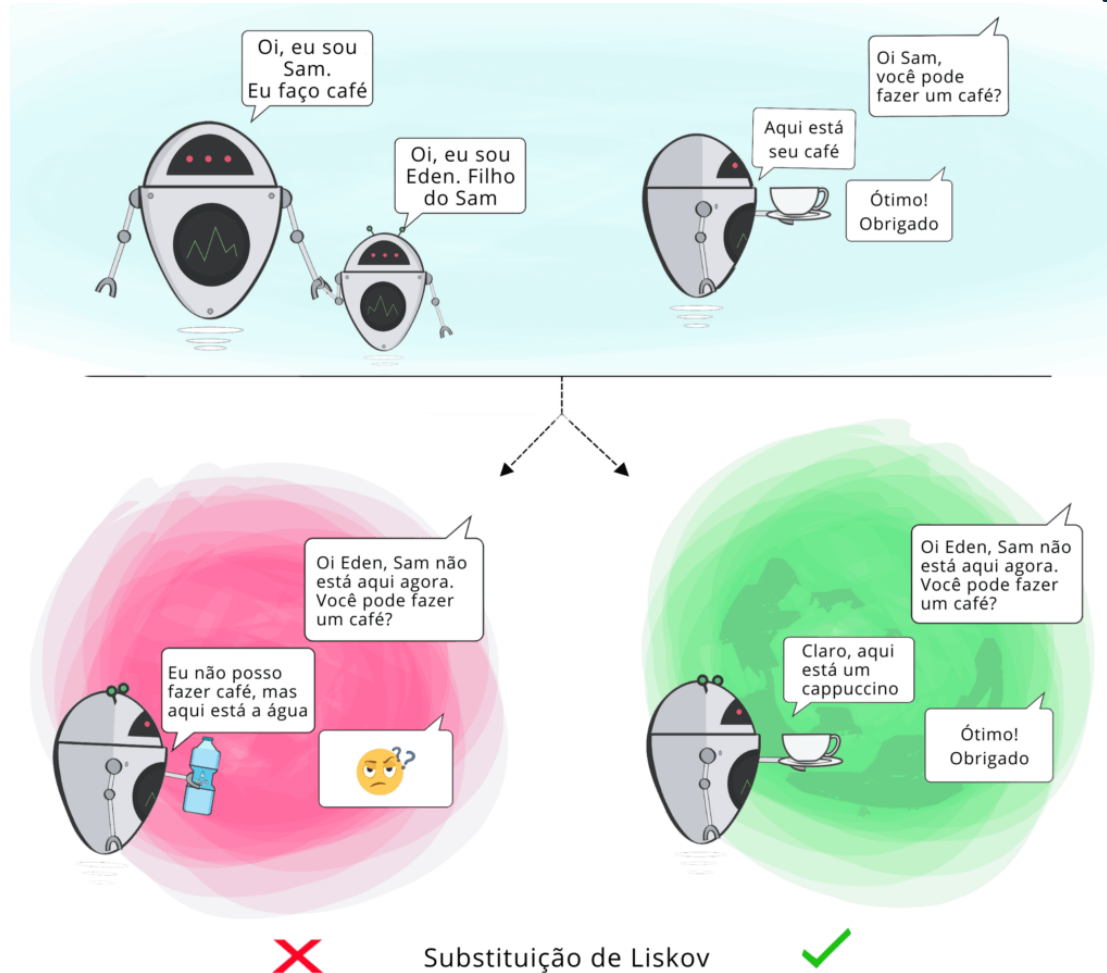 Oi, eu sou
Sam.
Eu faço café
Oi, eu sou
Eden. Filho
do Sam
Oi Sam,
você pode
fazer um café?
Aqui está
seu café
Ótimo!
Obrigado
Oi Eden, Sam não
está aqui agora.
Você pode fazer
um café?
Eu não posso
fazer café, mas
aqui está a água
??
Oi Eden, Sam não
está aqui agora.
Você pode fazer
um café?
Claro, aqui
está um
cappuccino
Ótimo!
Obrigado
Substituição de Liskov